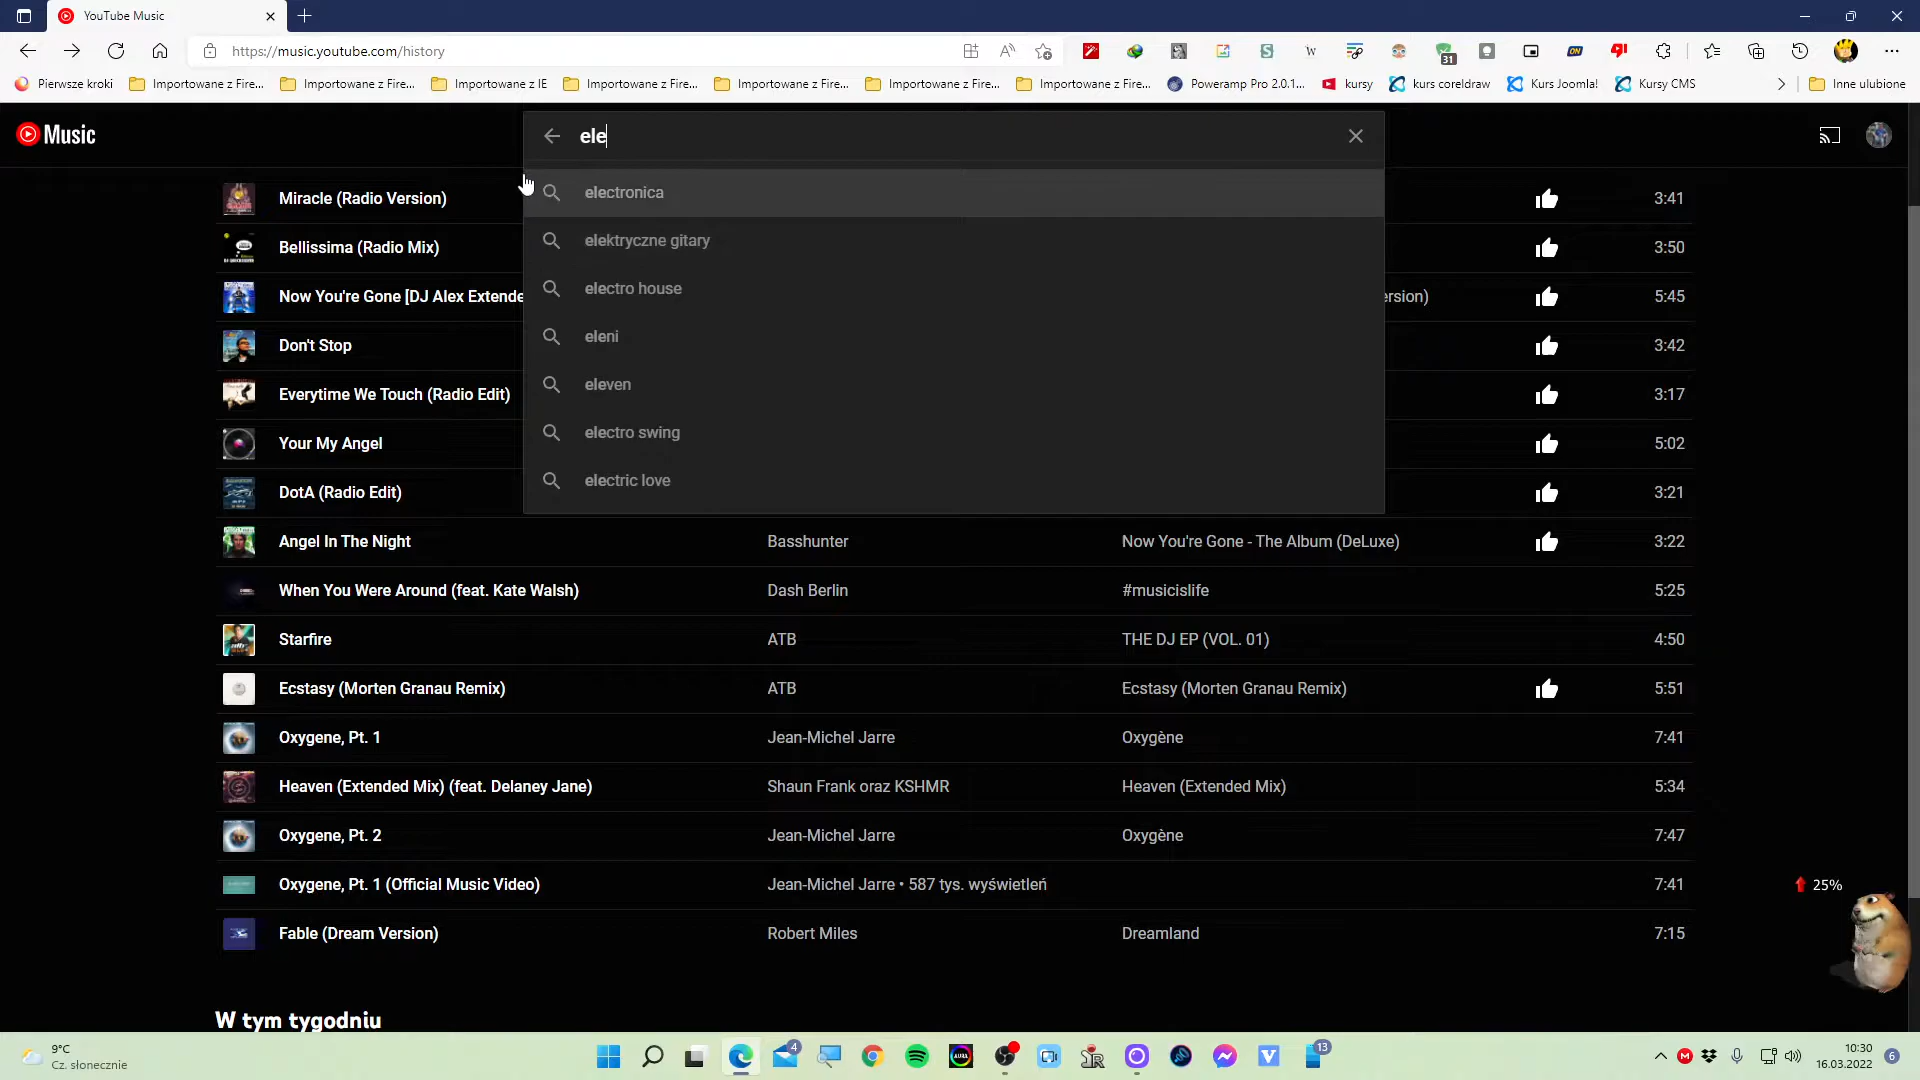 YouTube Music
https://music.youtube.com/history
31
ON
Pierwsze kroki
Importowane z Fire...
Importowane z Fire...
Importowane z IE
Importowane z Fire...
Importowane z Fire...
Importowane z Fire...
Importowane z Fire...
Poweramp Pro 2.0.1...
kursy
kurs coreldraw
Kurs Joomla!
Kursy CMS
Inne ulubione
Music
ele
electronica
elektryczne gitary
electro house
eleni
eleven
electro swing
electric love
Miracle (Radio Version) 3:41
Bellissima (Radio Mix) 3:50
Now You're Gone [DJ Alex Extende ersion) 5:45
Don't Stop 3:42
Everytime We Touch (Radio Edit) 3:17
Your My Angel 5:02
DotA (Radio Edit) 3:21
Angel In The Night Basshunter Now You're Gone - The Album (DeLuxe) 3:22
When You Were Around (feat. Kate Walsh) Dash Berlin #musicislife 5:25
Starfire ATB THE DJ EP (VOL. 01) 4:50
Ecstasy (Morten Granau Remix) ATB Ecstasy (Morten Granau Remix) 5:51
Oxygene, Pt. 1 Jean-Michel Jarre Oxygène 7:41
Heaven (Extended Mix) (feat. Delaney Jane) Shaun Frank oraz KSHMR Heaven (Extended Mix) 5:34
Oxygene, Pt. 2 Jean-Michel Jarre Oxygène 7:47
Oxygene, Pt. 1 (Official Music Video) Jean-Michel Jarre • 587 tys. wyświetleń 7:41
25%
Fable (Dream Version) Robert Miles Dreamland 7:15
W tym tygodniu
9°C
Cz. słonecznie
4
AURA
13
10:30
16.03.2022
6